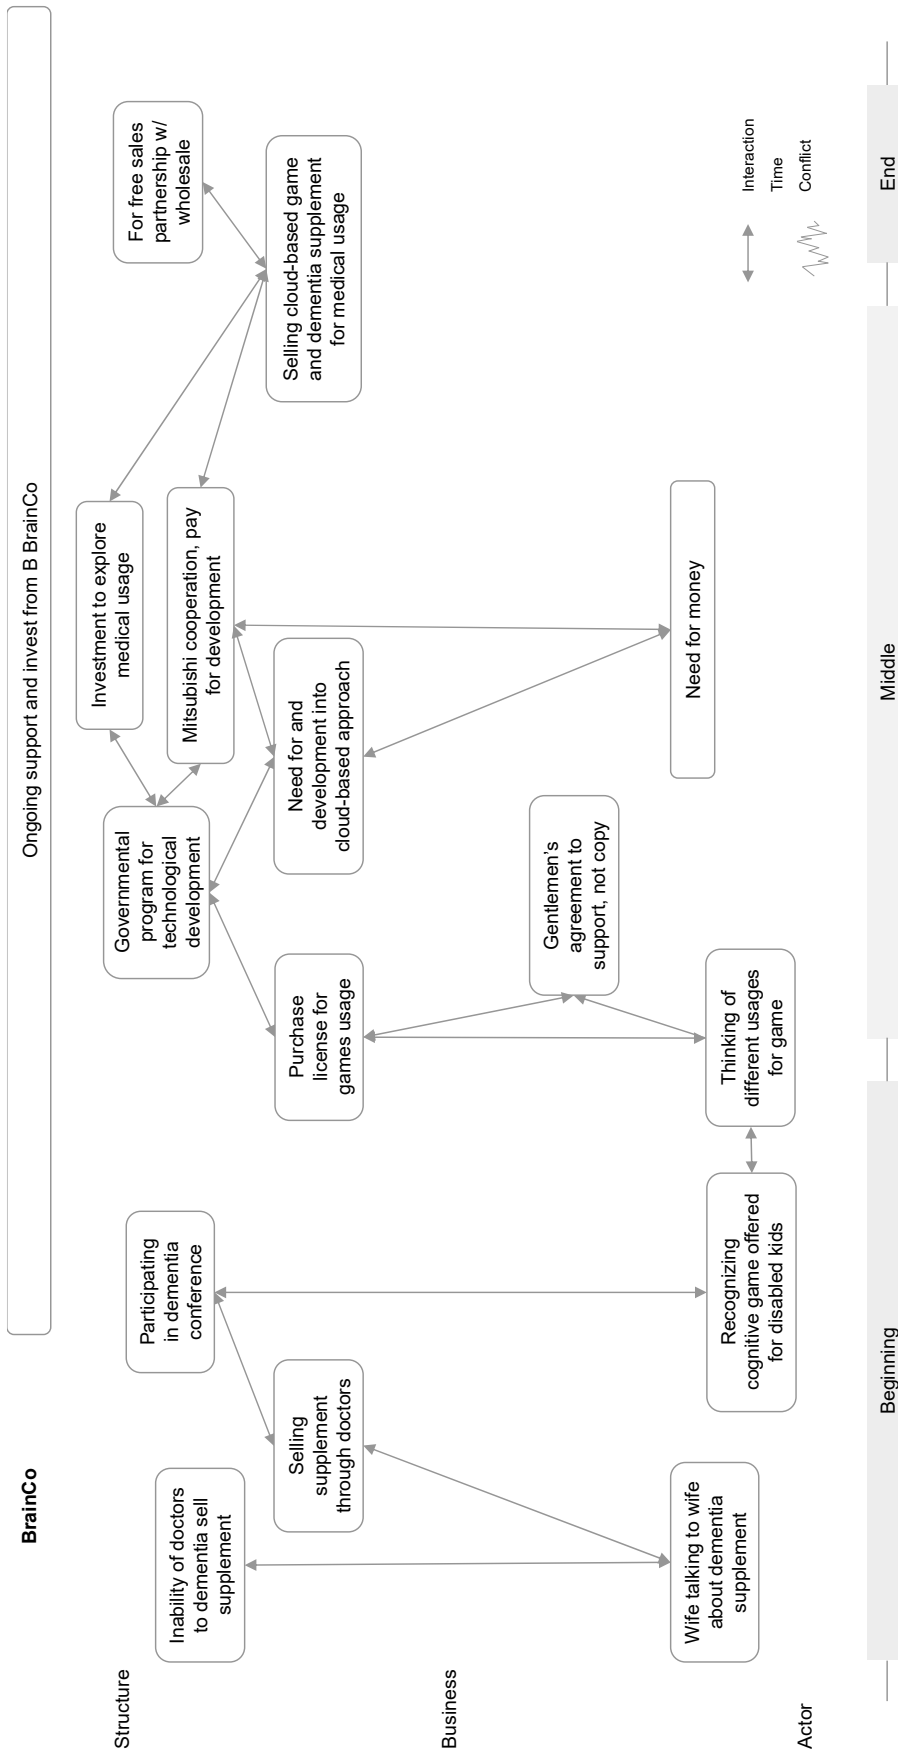 BrainCo
Ongoing support and invest from B BrainCo
Structure
Inability of doctors
to dementia sell
supplement
Participating
in dementia
conference
Governmental
program for
technological
development
Investment to explore
medical usage
Mitsubishi cooperation, pay
for development
For free sales
partnership w/
wholesale
Business
Selling
supplement
through doctors
Purchase
license for
games usage
Need for and
development into
cloud-based approach
Selling cloud-based game
and dementia supplement
for medical usage
Gentlemen's
agreement to
support, not copy
Actor
Wife talking to wife
about dementia
supplement
Recognizing
cognitive game offered
for disabled kids
Thinking of
different usages
for game
Need for money
Interaction
Time
Conflict
Beginning
Middle
End